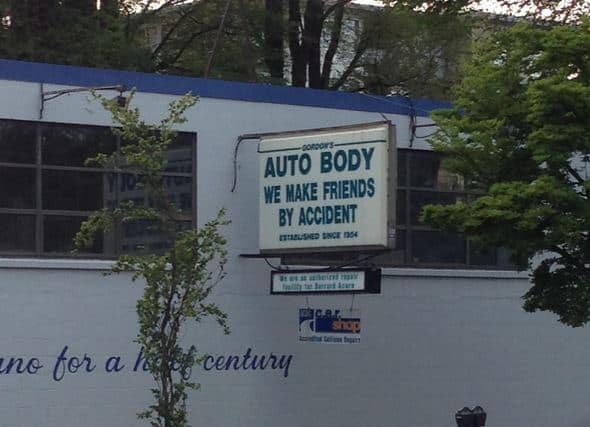 GORDON'S
AUTO BODY
WE MAKE FRIENDS
BY ACCIDENT
ESTABLISHED SINCE 1954
We are an authorized repair
facility for Bernard Acura
car
shop
Accredited Collision Repairs
for a half century